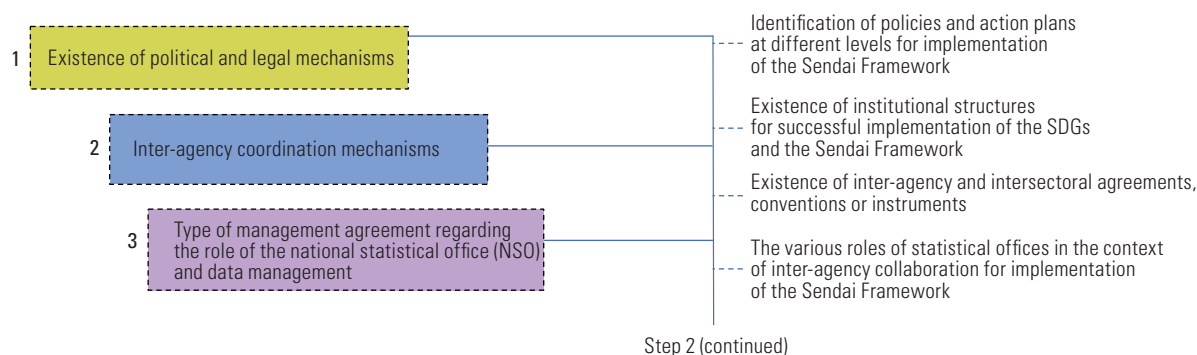 1
Existence of political and legal mechanisms
2
Inter-agency coordination mechanisms
3
Type of management agreement regarding
the role of the national statistical office (NSO)
and data management
Identification of policies and action plans
at different levels for implementation
of the Sendai Framework
Existence of institutional structures
for successful implementation of the SDGs
and the Sendai Framework
Existence of inter-agency and intersectoral agreements,
conventions or instruments
The various roles of statistical offices in the context
of inter-agency collaboration for implementation
of the Sendai Framework
Step 2 (continued)